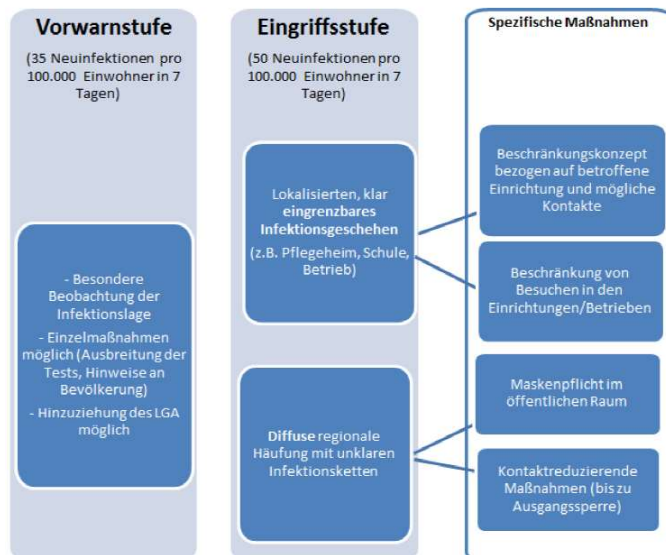 Vorwarnstufe
(35 Neuinfektionen pro
100.000 Einwohner in 7
Tagen)
- Besondere
Beobachtung der
Infektionslage
- Einzelmaßnahmen
möglich (Ausbreitung der
Tests, Hinweise an
Bevölkerung)
- Hinzuziehung des LGA
möglich
Eingriffsstufe
(50 Neuinfektionen pro
100.000 Einwohner in 7
Tagen)
Lokalisierten, klar
eingrenzbares
Infektionsgeschehen
(z.B. Pflegeheim, Schule,
Betrieb)
Diffuse regionale
Häufung mit unklaren
Infektionsketten
Spezifische Maßnahmen
Beschränkungskonzept
bezogen auf betroffene
Einrichtung und mögliche
Kontakte
Beschränkung von
Besuchen in den
Einrichtungen/Betrieben
Maskenpflicht im
öffentlichen Raum
Kontaktreduzierende
Maßnahmen (bis zu
Ausgangssperre)